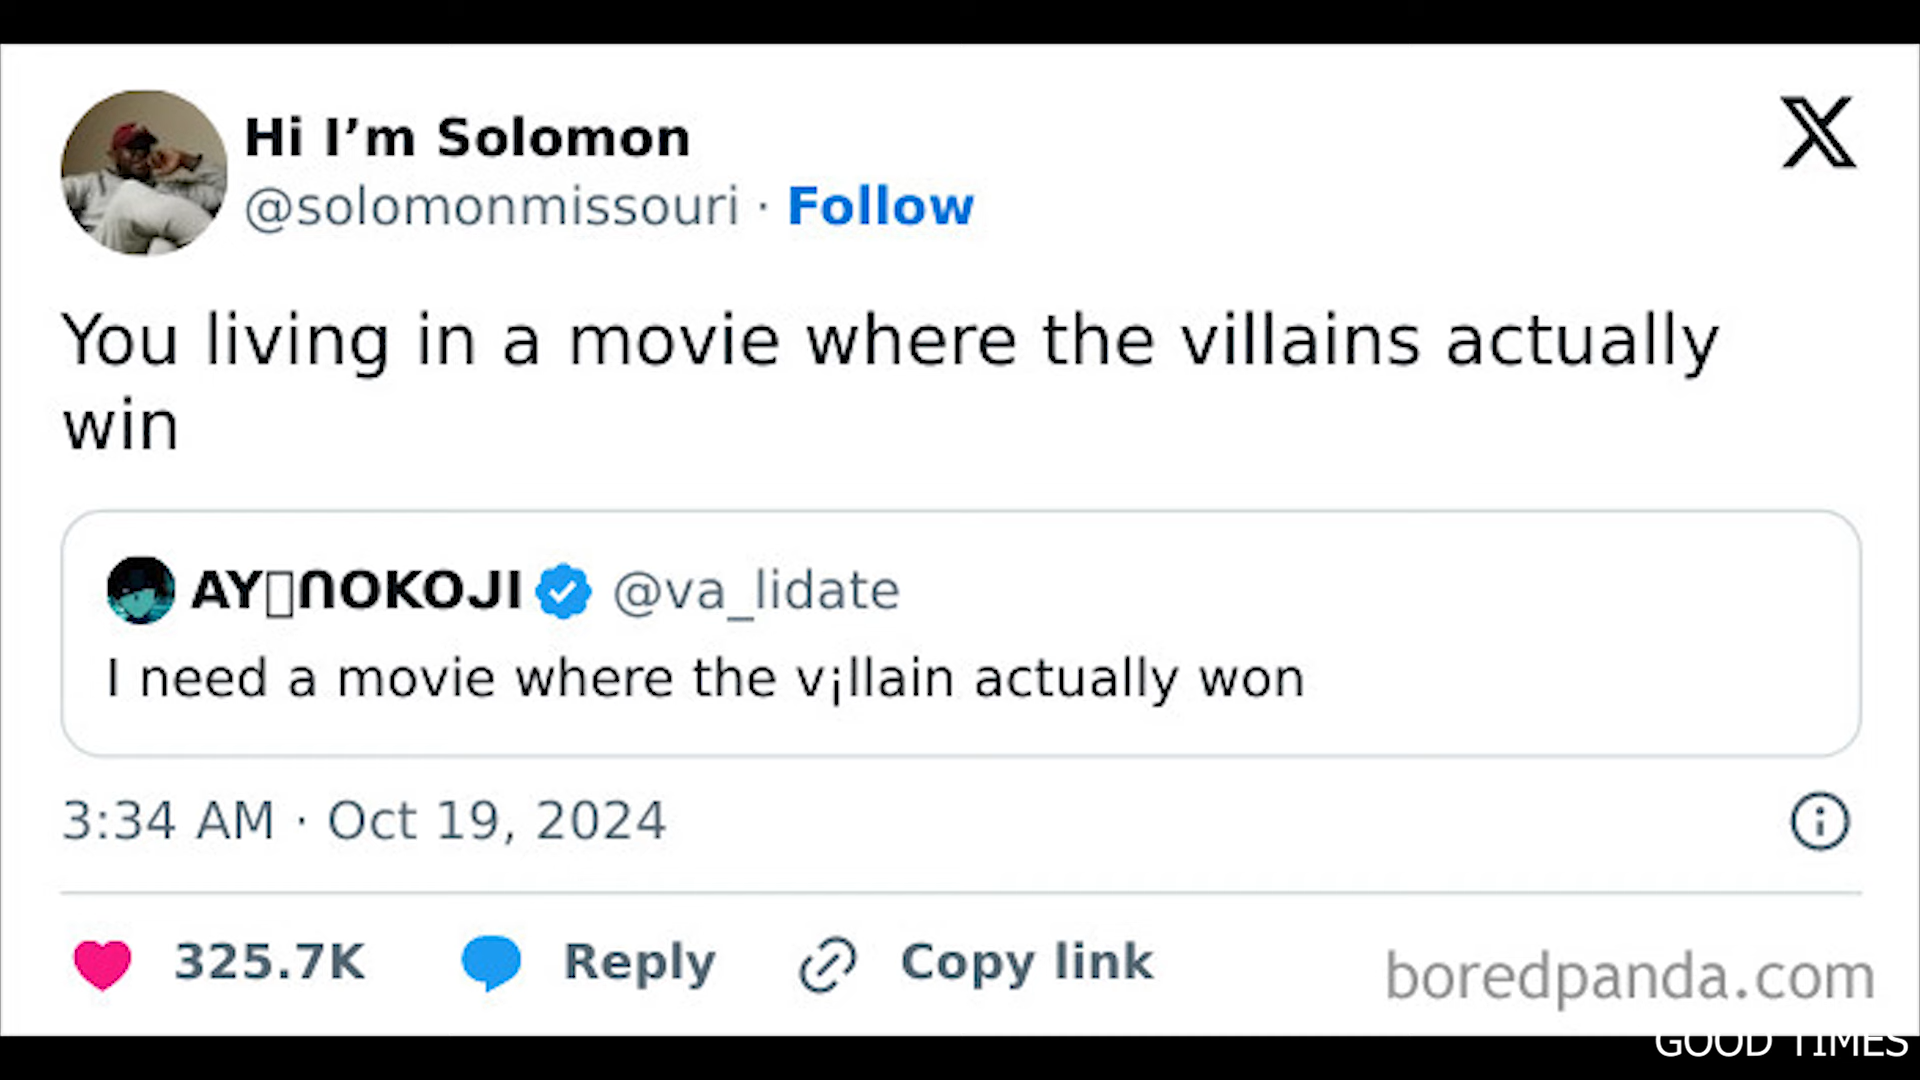 Hi I’m Solomon
@solomonmissouri · Follow
You living in a movie where the villains actually
win
AY▯ՈOKOJI @va_lidate
I need a movie where the v¡llain actually won
3:34 AM · Oct 19, 2024
325.7K Reply Copy link
boredpanda.com
GOOD TIMES